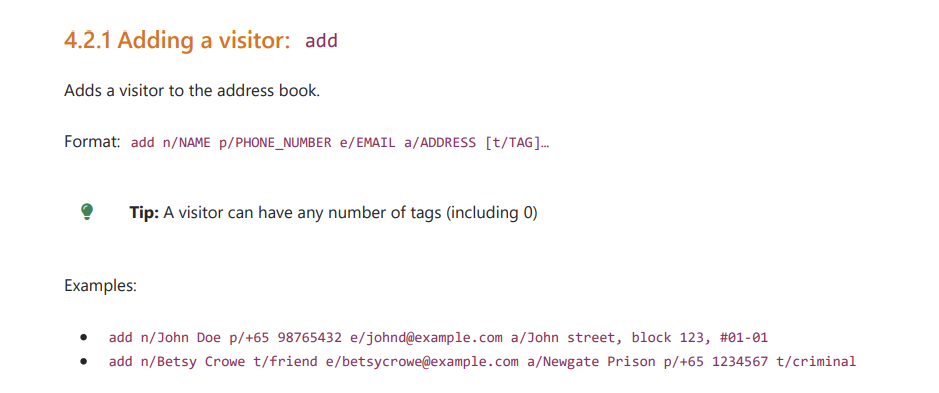 4.2.1 Adding a visitor: add
Adds a visitor to the address book.
Format: add n/NAME p/PHONE_NUMBER e/EMAIL a/ADDRESS [t/TAG]…
Tip: A visitor can have any number of tags (including 0)
Examples:
● add n/John Doe p/+65 98765432 e/johnd@example.com a/John street, block 123, #01-01
● add n/Betsy Crowe t/friend e/betsycrowe@example.com a/Newgate Prison p/+65 1234567 t/criminal